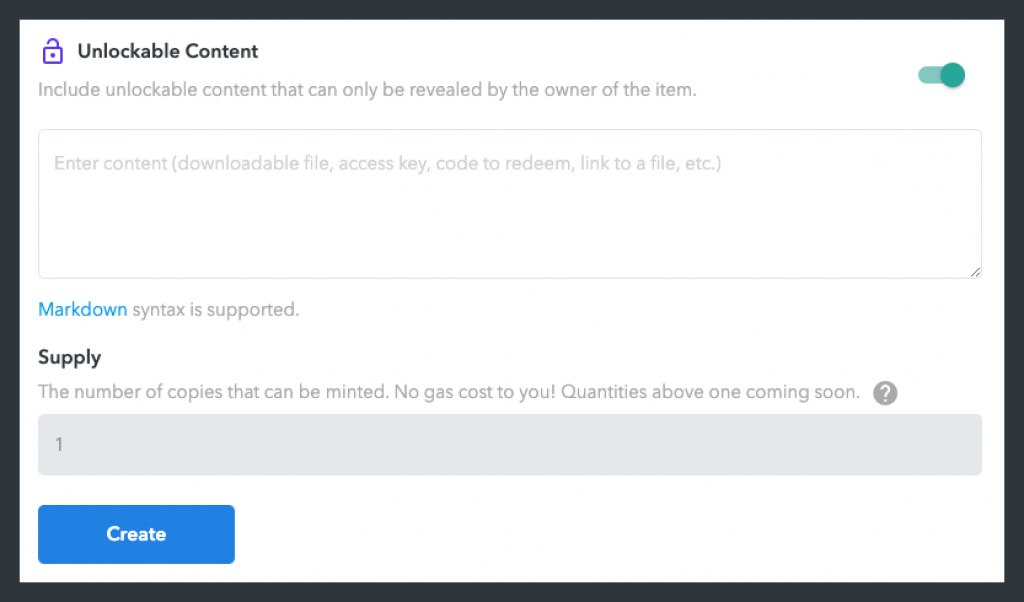 Unlockable Content
Include unlockable content that can only be revealed by the owner of the item.
Enter content (downloadable file, access key, code to redeem, link to a file, etc.)
Markdown syntax is supported.
Supply
The number of copies that can be minted. No gas cost to you! Quantities above one coming soon. ?
1
Create